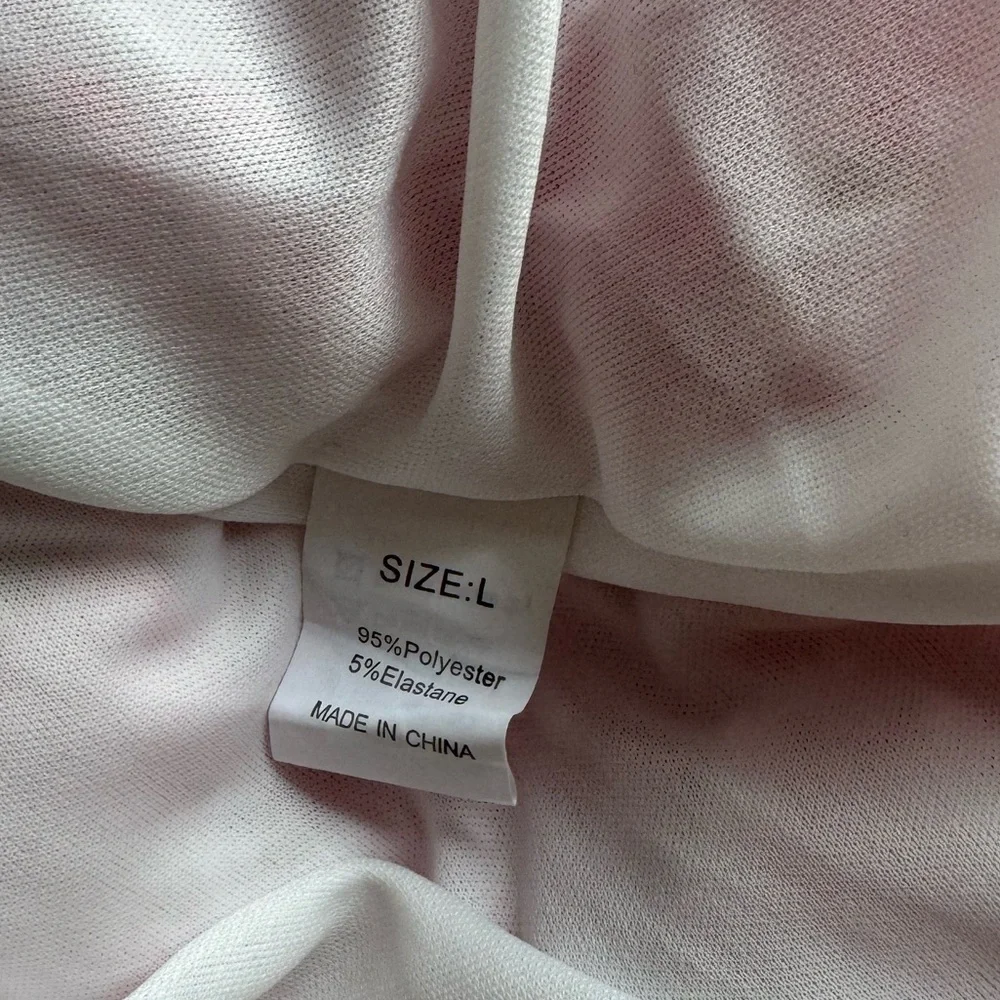 SIZE:L
95%Polyester
5%Elastane
MADE IN CHINA